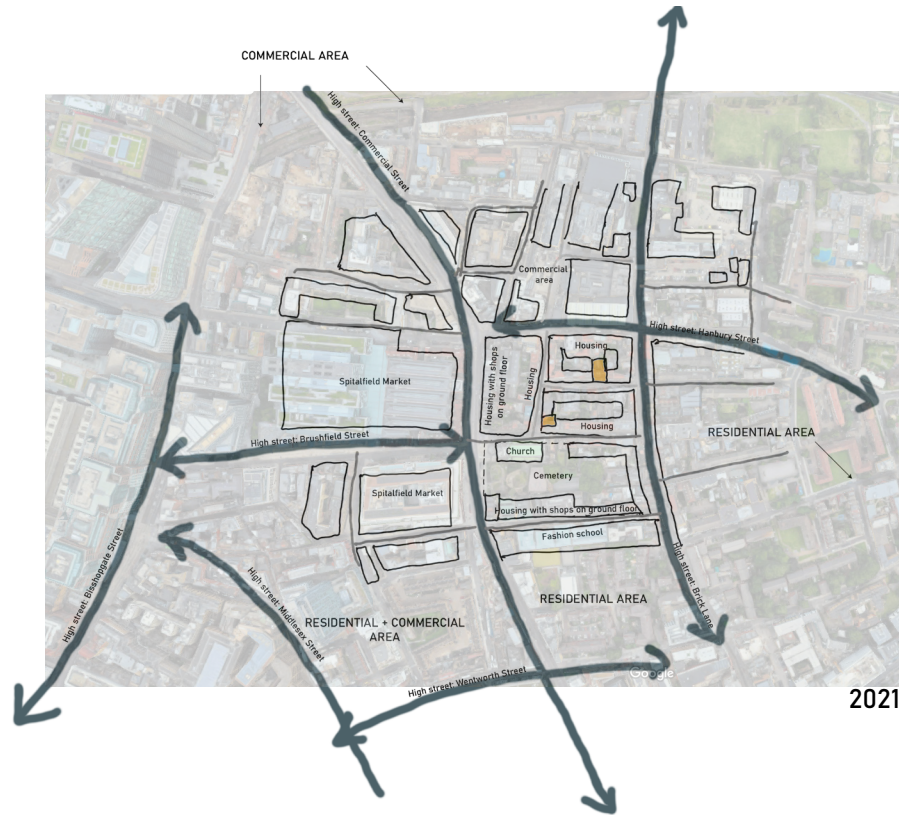 COMMERCIAL AREA
High street: Commercial Street
Commercial
area
High street: Hanbury Street
Housing
Housing with shops
on ground floor
Housing
Spitalfield Market
Housing
RESIDENTIAL AREA
High street: Brushfield Street
Church
Cemetery
Spitalfield Market
Housing with shops on ground floor
Fashion school
High street: Bisshopgate Street
High street: Middlesex Street
High street: Brick Lane
RESIDENTIAL AREA
RESIDENTIAL + COMMERCIAL
AREA
High street: Wentworth Street
Google
2021